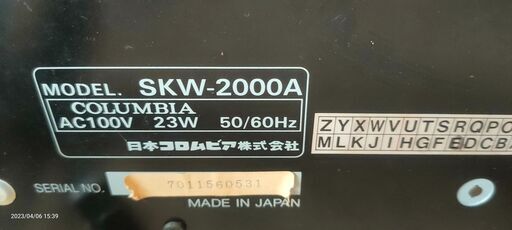 MODEL. SKW-2000A
COLUMBIA
AC100V 23W 50/60Hz
日本コロムビア株式会社
ZYXWVUTSRQPO
MLKJIHGFEDCBA
SERIAL NO. 7011560531
MADE IN JAPAN
2023/04/06 15:39